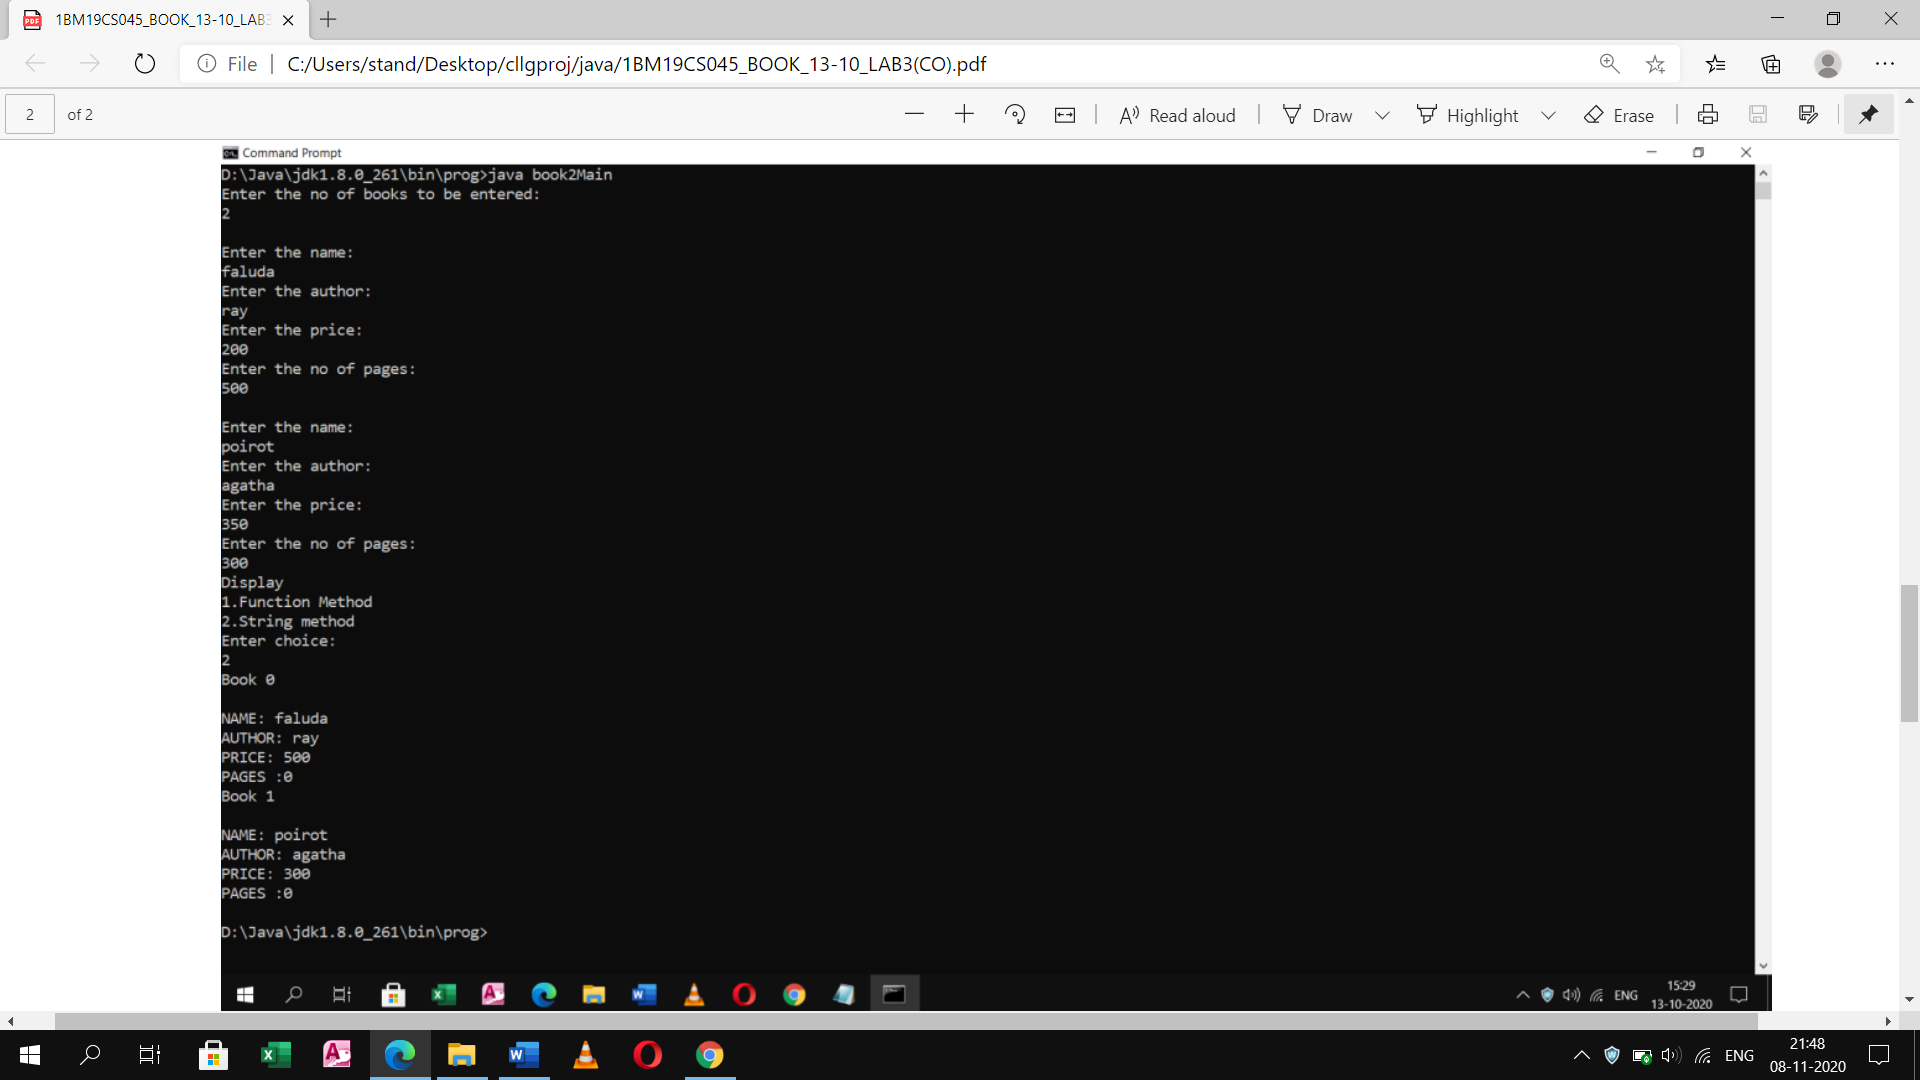 1BM19CS045_BOOK_13-10_LAB3
File
C:/Users/stand/Desktop/cllgproj/java/1BM19CS045_BOOK_13-10_LAB3(CO).pdf
2 of 2
Read aloud
Draw
Highlight
Erase
Command Prompt
D:\Java\jdk1.8.0_261\bin\prog>java book2Main
Enter the no of books to be entered:
2
Enter the name:
faluda
Enter the author:
ray
Enter the price:
200
Enter the no of pages:
500
Enter the name:
poirot
Enter the author:
agatha
Enter the price:
350
Enter the no of pages:
300
Display
1.Function Method
2.String method
Enter choice:
2
Book 0
NAME: faluda
AUTHOR: ray
PRICE: 500
PAGES :0
Book 1
NAME: poirot
AUTHOR: agatha
PRICE: 300
PAGES :0
D:\Java\jdk1.8.0_261\bin\prog>
ENG
15:29
13-10-2020
ENG
21:48
08-11-2020